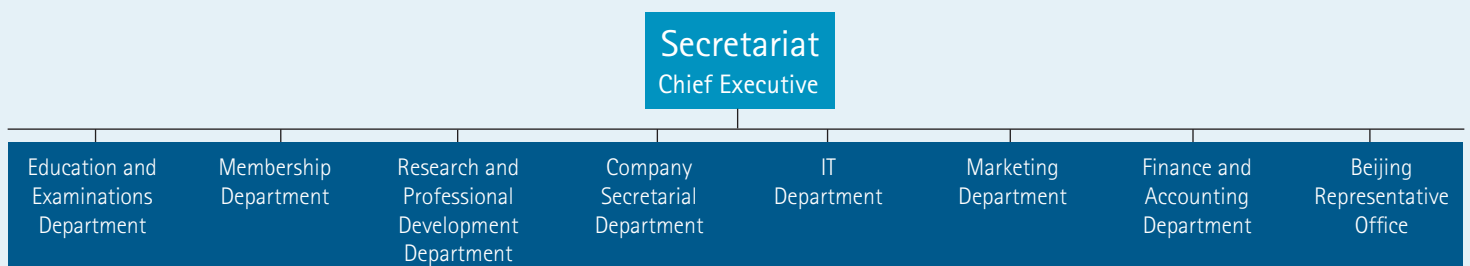 Secretariat
Chief Executive
Education and
Examinations
Department
Membership
Department
Research and
Professional
Development
Department
Company
Secretarial
Department
IT
Department
Marketing
Department
Finance and
Accounting
Department
Beijing
Representative
Office